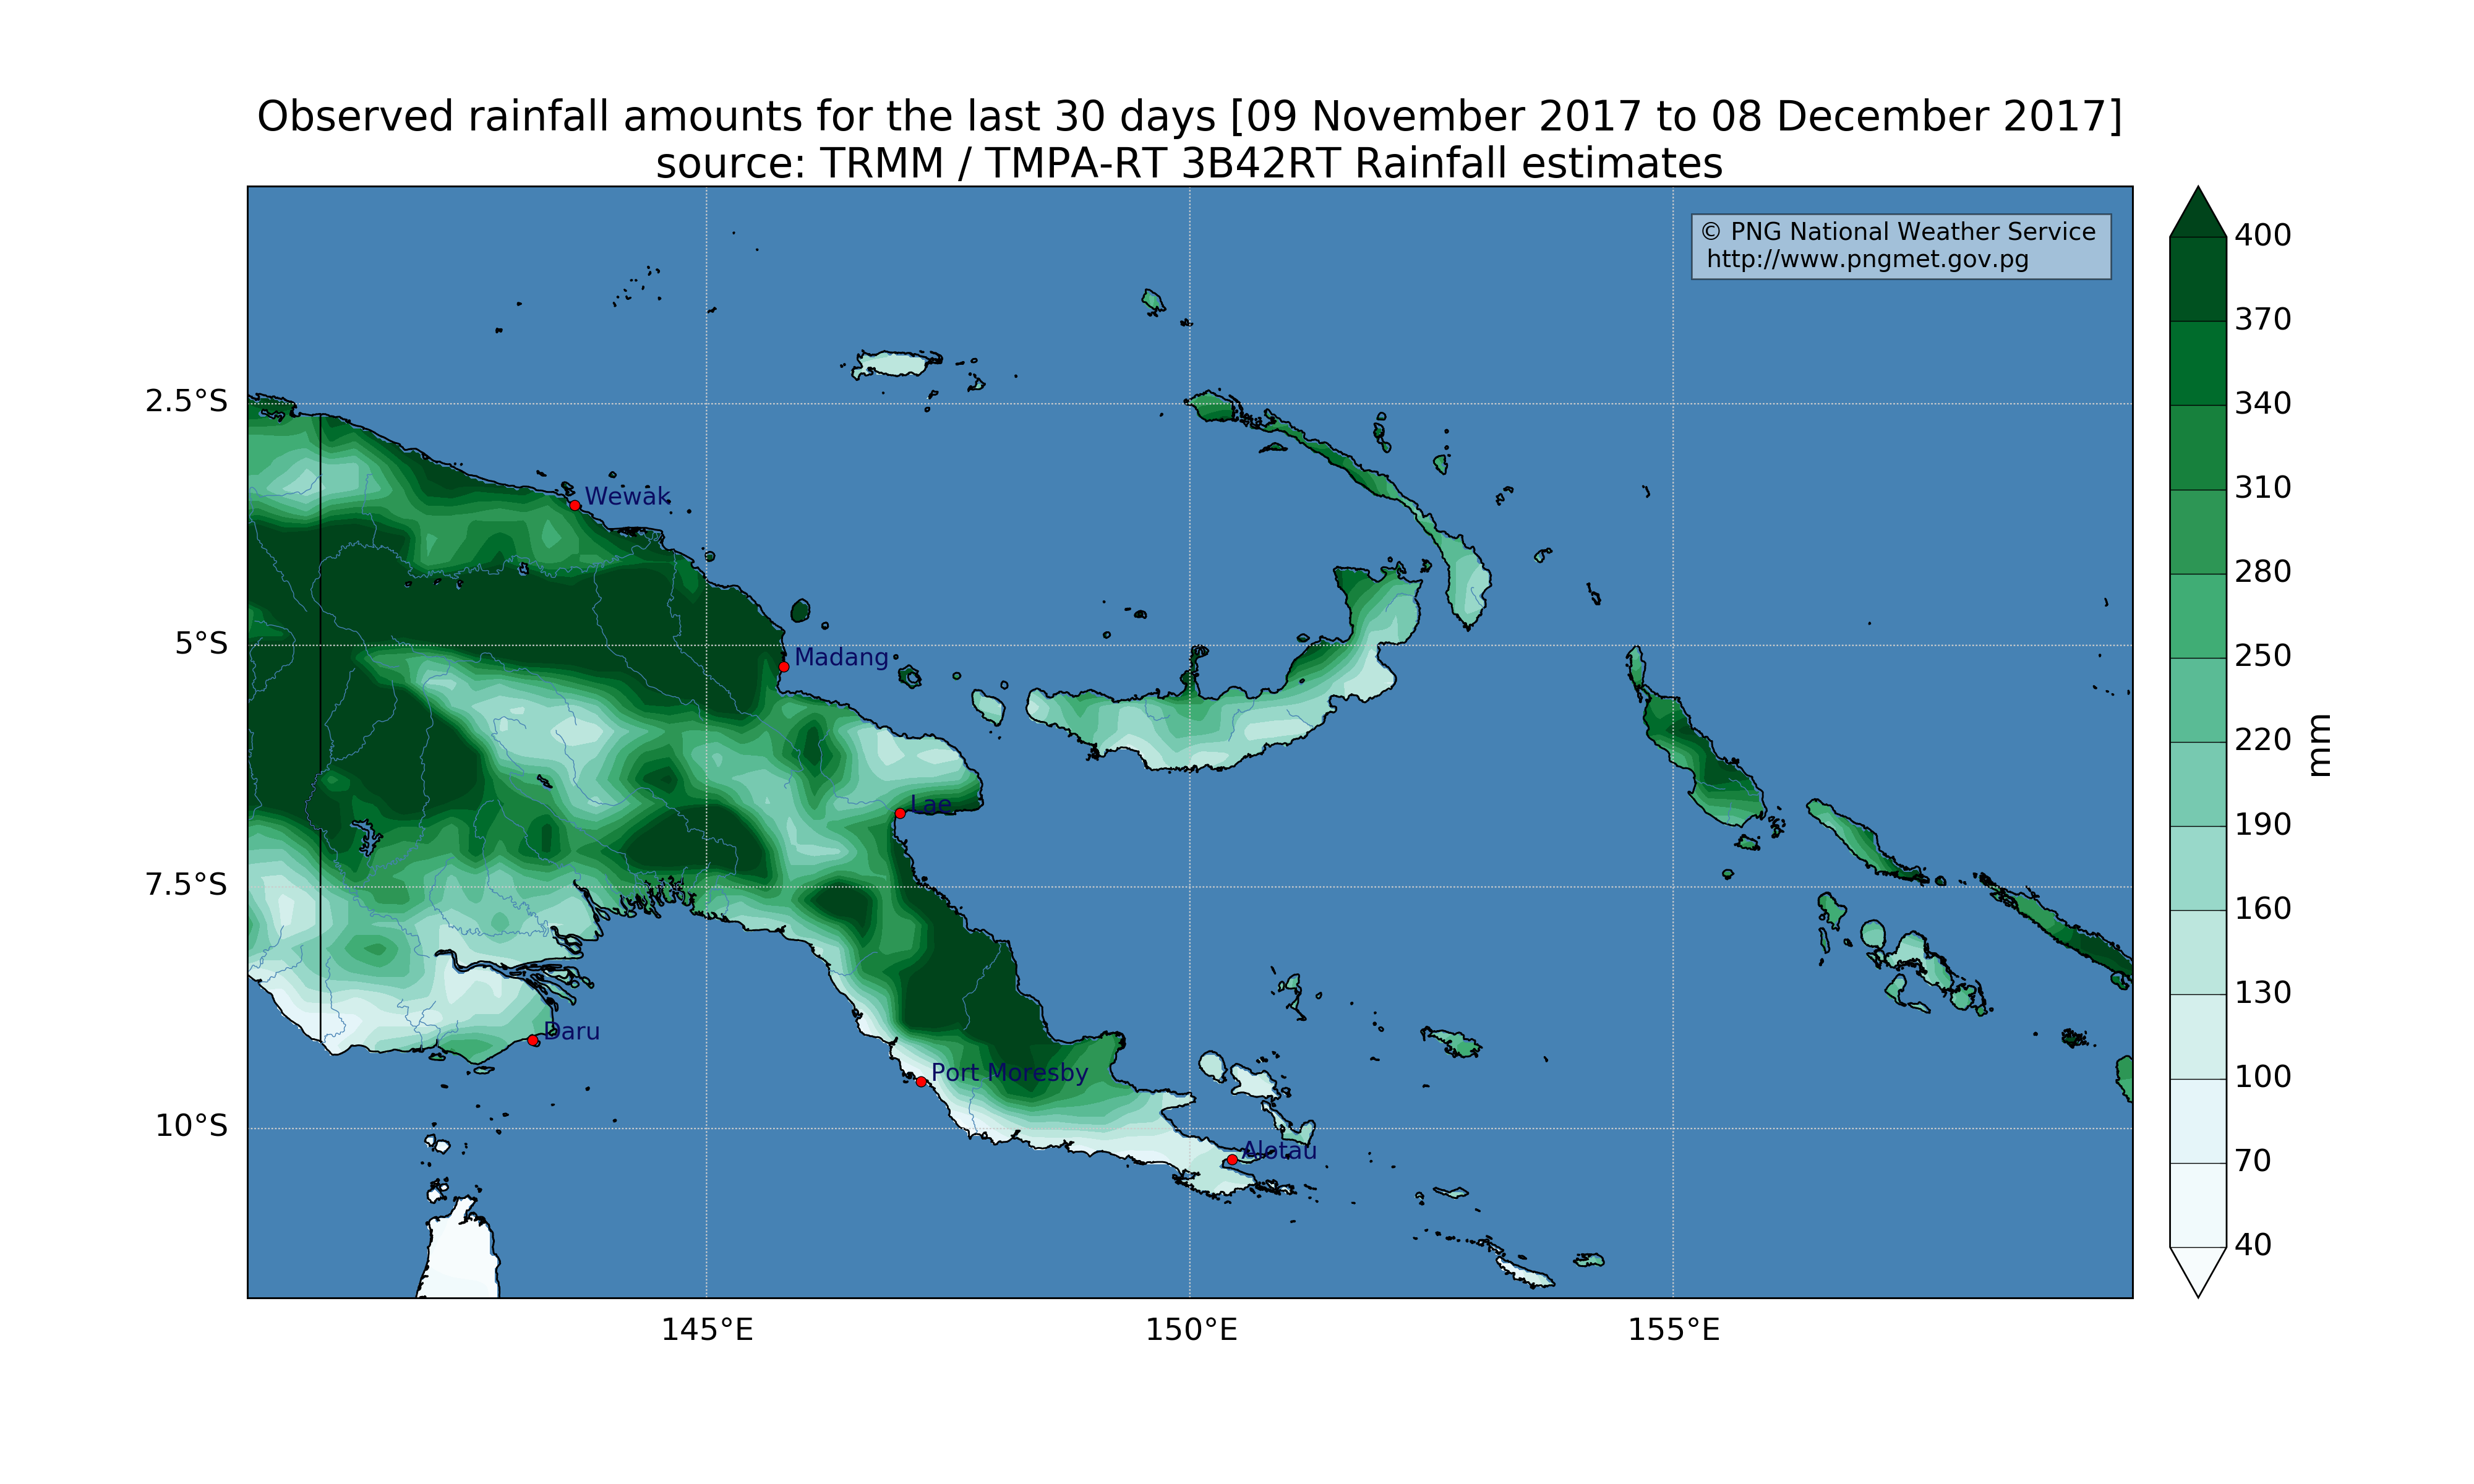 Observed rainfall amounts for the last 30 days [09 November 2017 to 08 December 2017]
source: TRMM / TMPA-RT 3B42RT Rainfall estimates
© PNG National Weather Service
http://www.pngmet.gov.pg
400
370
340
310
280
250
220
190
160
130
100
70
40
mm
2.5°S
5°S
7.5°S
10°S
Wewak
Madang
Lae
Daru
Port Moresby
Alotau
145°E
150°E
155°E